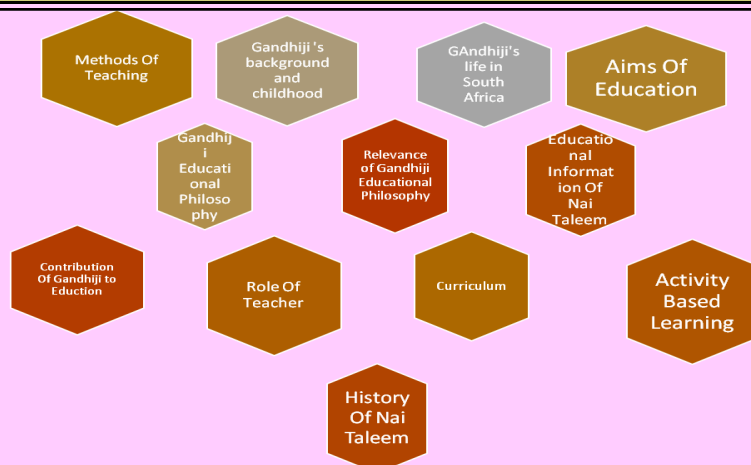 Methods Of
Teaching
Gandhiji 's
background
and
childhood
GAndhiji's
life in
South
Africa
Aims Of
Education
Gandhij
i
Educati
onal
Philoso
phy
Relevance
of Gandhiji
Educational
Philosophy
Educatio
nal
Informat
ion Of
Nai
Taleem
Contribution
Of Gandhiji to
Eduction
Role Of
Teacher
Curriculum
Activity
Based
Learning
History
Of Nai
Taleem